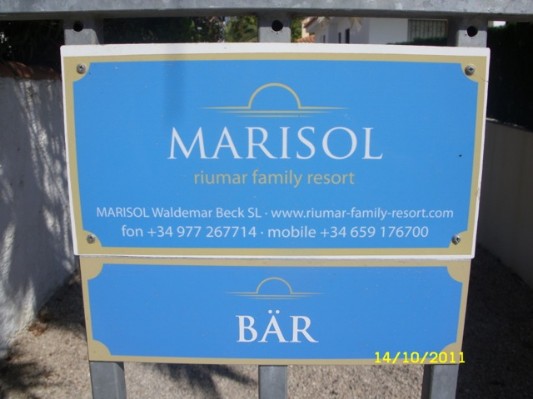 MARISOL
riumar family resort
MARISOL Waldemar Beck SL · www.riumar-family-resort.com
fon +34 977 267714 · mobile +34 659 176700
BÄR
14/10/2011